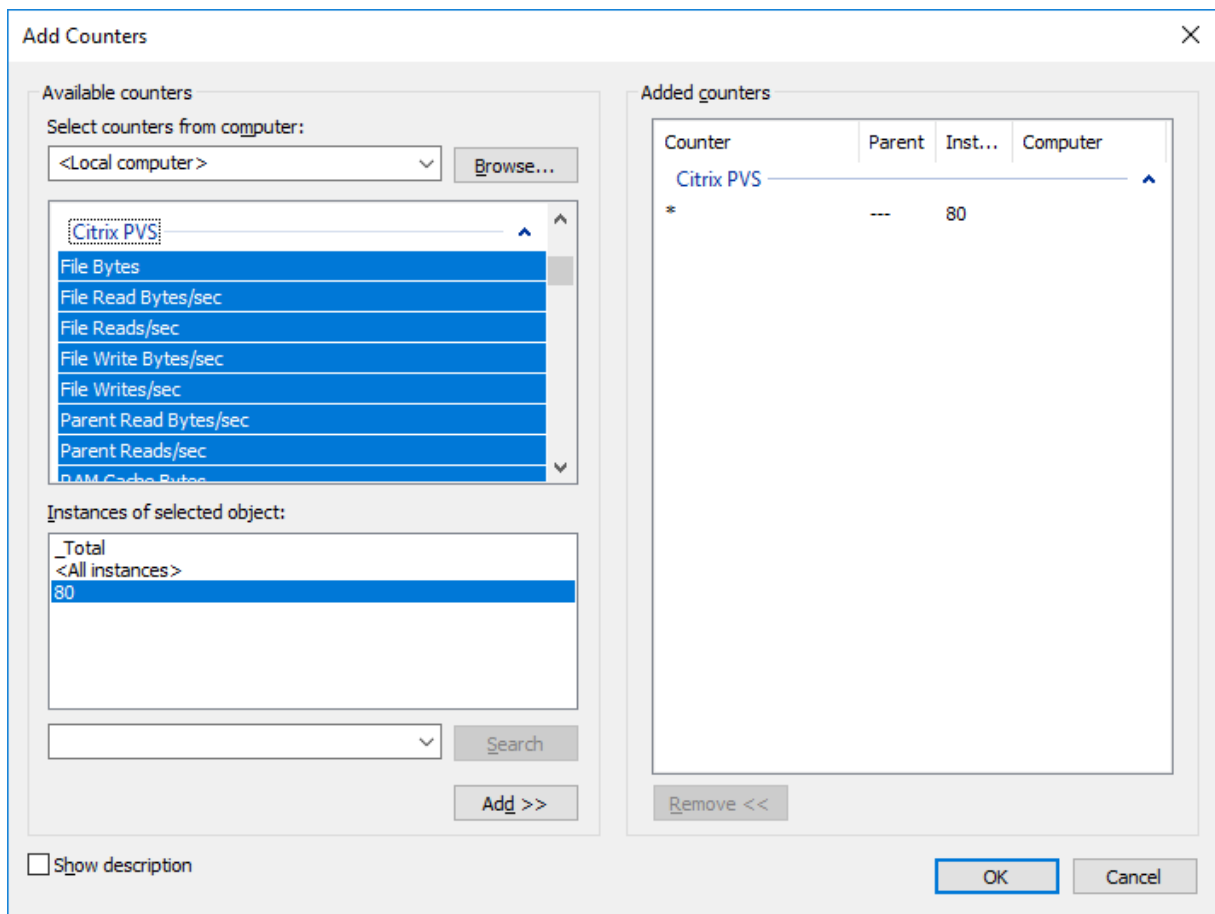 Add Counters
Available counters
Select counters from computer:
<Local computer>
Browse...
Citrix PVS
File Bytes
File Read Bytes/sec
File Reads/sec
File Write Bytes/sec
File Writes/sec
Parent Read Bytes/sec
Parent Reads/sec
RAM Cache Bytes
Instances of selected object:
_Total
<All instances>
80
Search
Add >>
Show description
Added counters
Counter Parent Inst... Computer
Citrix PVS
* --- 80
Remove <<
OK
Cancel